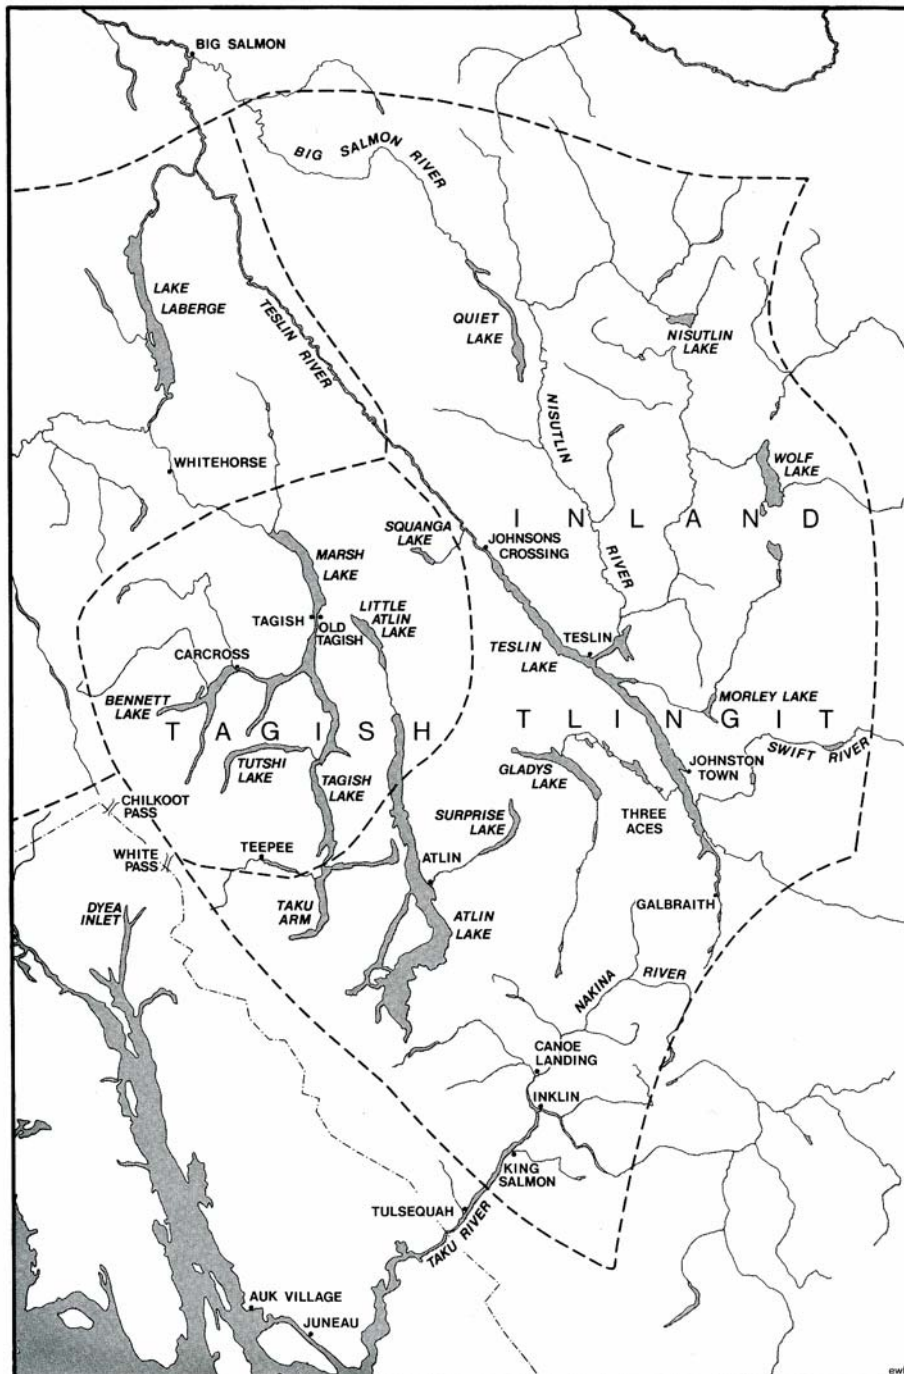 BIG SALMON
BIG SALMON RIVER
LAKE
LABERGE
TESLIN RIVER
QUIET
LAKE
NISUTLIN
LAKE
NISUTLIN
RIVER
WHITEHORSE
WOLF
LAKE
INLAND
SQUANGA
LAKE
JOHNSONS
CROSSING
MARSH
LAKE
LITTLE
ATLIN
LAKE
TAGISH
OLD
TAGISH
CARCROSS
TESLIN
TESLIN
LAKE
BENNETT
LAKE
MORLEY LAKE
TAGISH
TLINGIT
SWIFT RIVER
TUTSHI
LAKE
TAGISH
LAKE
GLADYS
LAKE
JOHNSTON
TOWN
CHILKOOT
PASS
SURPRISE
LAKE
THREE
ACES
WHITE
PASS
TEEPEE
ATLIN
DYEA
INLET
TAKU
ARM
ATLIN
LAKE
GALBRAITH
NAKINA RIVER
CANOE
LANDING
INKLIN
KING
SALMON
TULSEQUAH
TAKU RIVER
AUK VILLAGE
JUNEAU